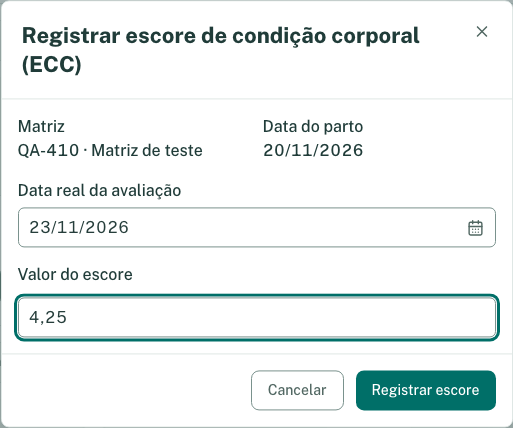 Registrar escore de condição corporal
(ECC)
Matriz
Data do parto
QA-410 · Matriz de teste
20/11/2026
Data real da avaliação
23/11/2026
Valor do escore
4,25
Cancelar
Registrar escore